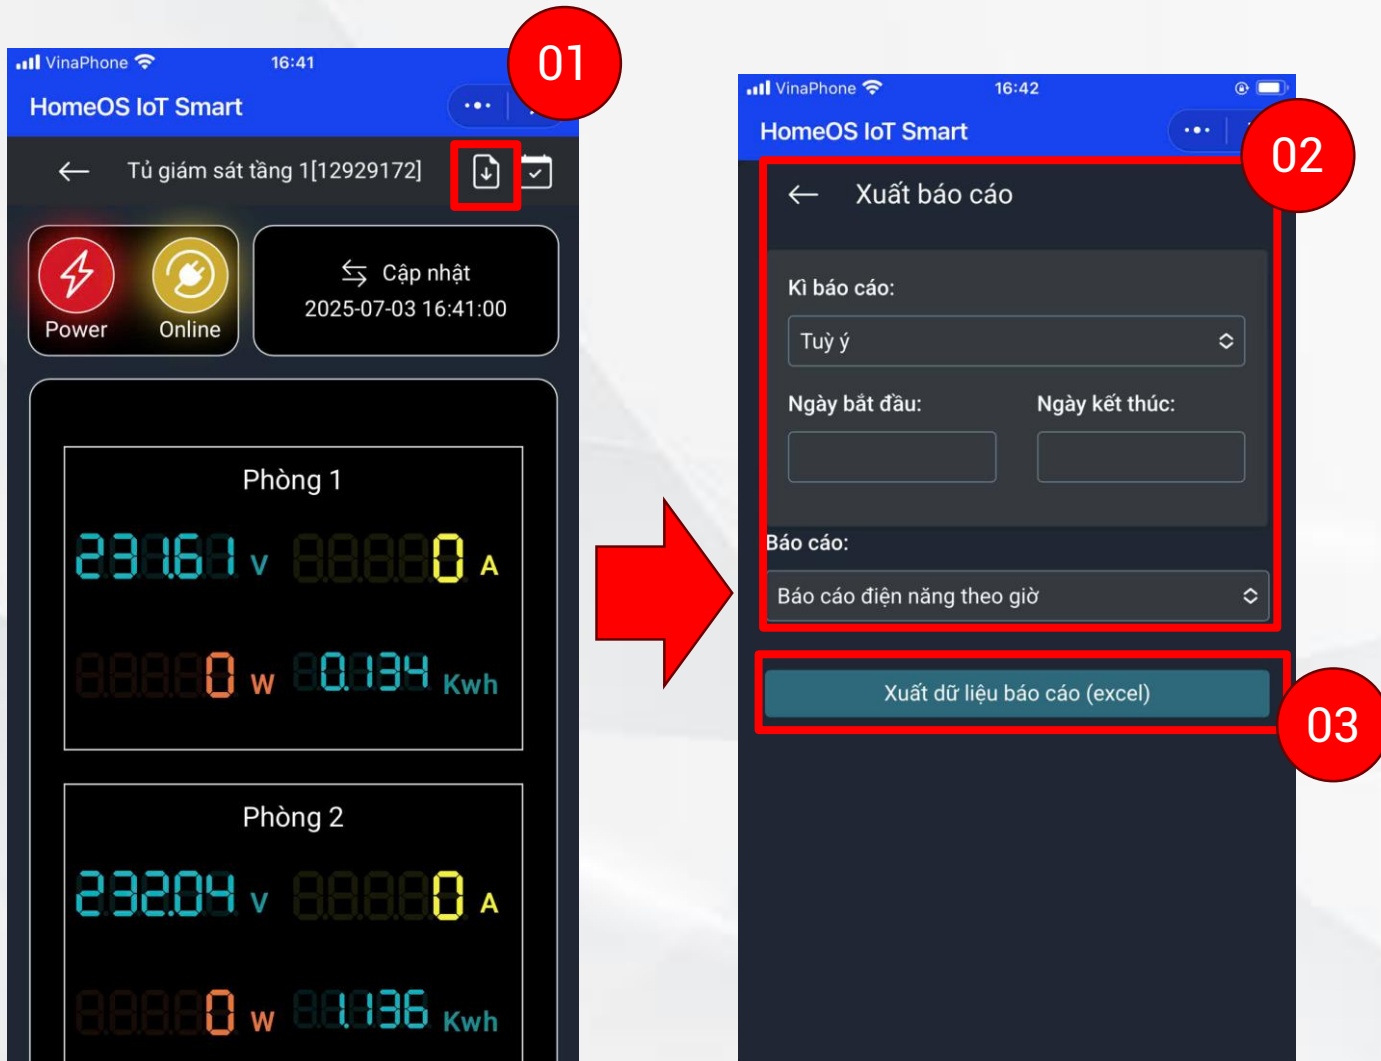 01
VinaPhone
16:41
HomeOS IoT Smart
Tủ giám sát tầng 1[12929172]
Power
Online
Cập nhật
2025-07-03 16:41:00
Phòng 1
231.61 V
0 A
0 W
0.134 Kwh
Phòng 2
232.04 V
0 A
0 W
1.136 Kwh
02
VinaPhone
16:42
HomeOS IoT Smart
Xuất báo cáo
Kì báo cáo:
Tuỳ ý
Ngày bắt đầu:
Ngày kết thúc:
Báo cáo:
Báo cáo điện năng theo giờ
Xuất dữ liệu báo cáo (excel)
03